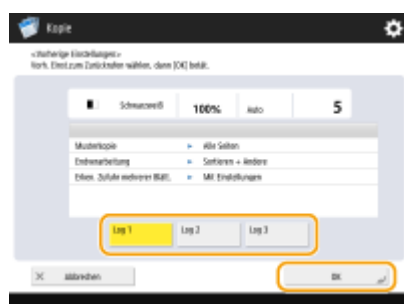 Kopie
<Vorherige Einstellungen>
Vorh. Einst.zum Zurückrufen wählen, dann [OK] betät.
Schwarzweiß 100% Auto 5
Musterkopie ▸ Alle Seiten
Endverarbeitung ▸ Sortieren + Andere
Erken. Zufuhr mehrerer Blätt. ▸ Mit Einstellungen
Log 1 Log 2 Log 3
Abbrechen OK